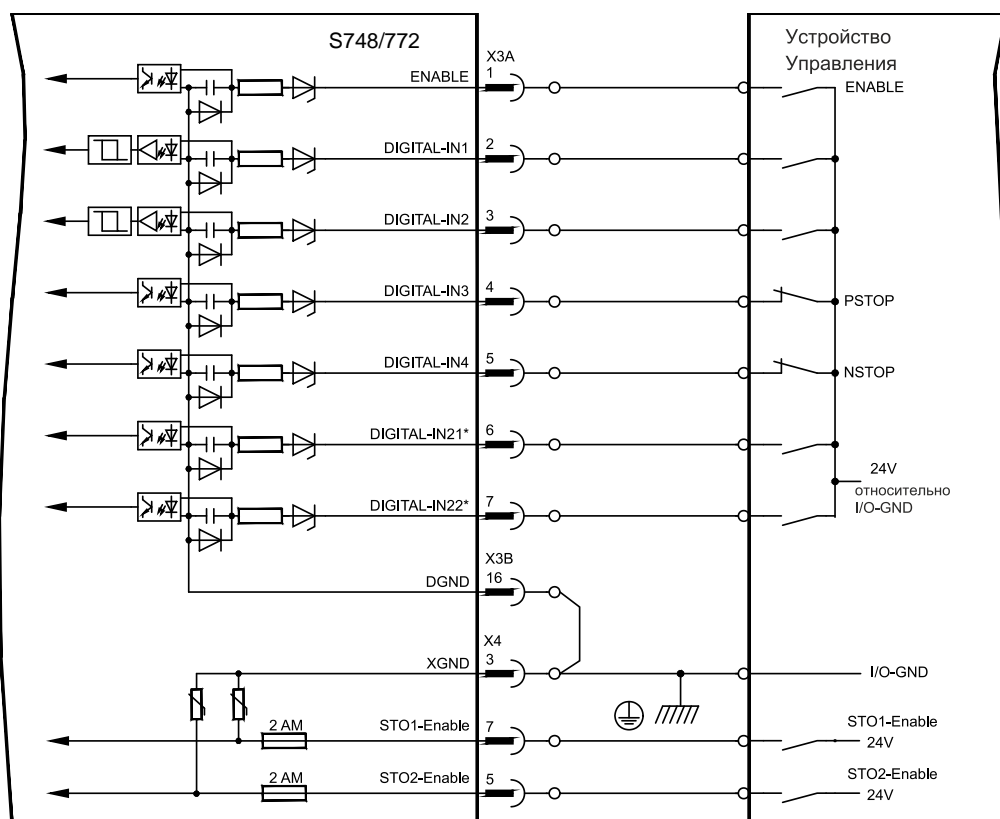 S748/772
Устройство
Управления
X3A
ENABLE
1
ENABLE
DIGITAL-IN1
2
DIGITAL-IN2
3
DIGITAL-IN3
4
PSTOP
DIGITAL-IN4
5
NSTOP
DIGITAL-IN21*
6
24V
относительно
I/O-GND
DIGITAL-IN22*
7
X3B
DGND
16
X4
XGND
3
I/O-GND
2 AM
STO1-Enable
7
STO1-Enable
24V
2 AM
STO2-Enable
5
STO2-Enable
24V